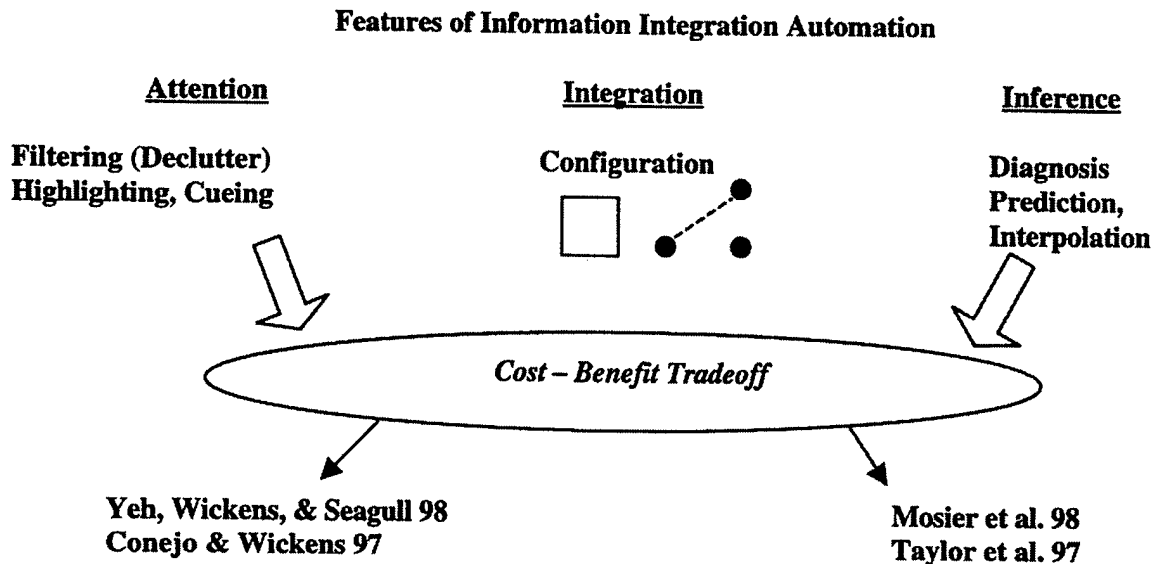 Features of Information Integration Automation
Attention
Filtering (Declutter)
Highlighting, Cueing
Integration
Configuration
Inference
Diagnosis
Prediction,
Interpolation
Cost – Benefit Tradeoff
Yeh, Wickens, & Seagull 98
Conejo & Wickens 97
Mosier et al. 98
Taylor et al. 97